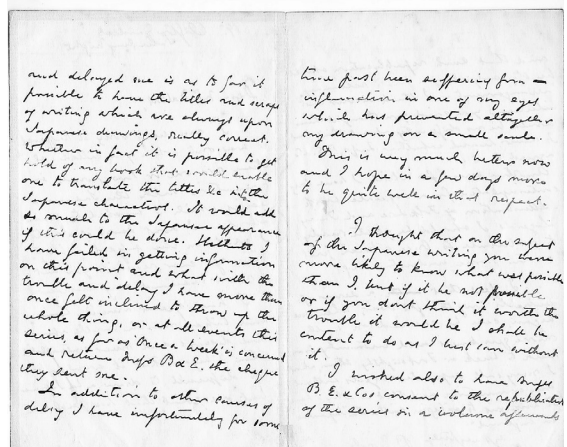 and delayed me is as to how far it
possible to have the titles and scraps
of writing which are always upon
Japanese drawings, really correct.
Whether in fact it is possible to get
hold of any book that would enable
one to translate the titles &c into the
Japanese characters. It would add
so much to the Japanese appearance
if this could be done. Hitherto I
have failed in getting information
on this point and what with the
trouble and delay I have more than
once felt inclined to throw up the
whole thing, or at all events this
series, as far as 'Once a Week' is concerned
and return Messrs B & E. the cheque
they sent me.
In addition to other causes of
delay I have unfortunately for some
time past been suffering from
inflammation in one of my eyes
which has prevented altogether
my drawing on a small scale.
This is very much better now
and I hope in a few days more
to be quite well in that respect.
I thought that on the subject
of the Japanese writing you were
more likely to know what was possible
than I but if it be not possible
or if you don't think it worth the
trouble it would be I shall be
content to do as I best can without
it.
I wished also to have Messrs
B E. & Cos. consent to the republication
of the series in a volume afterwards